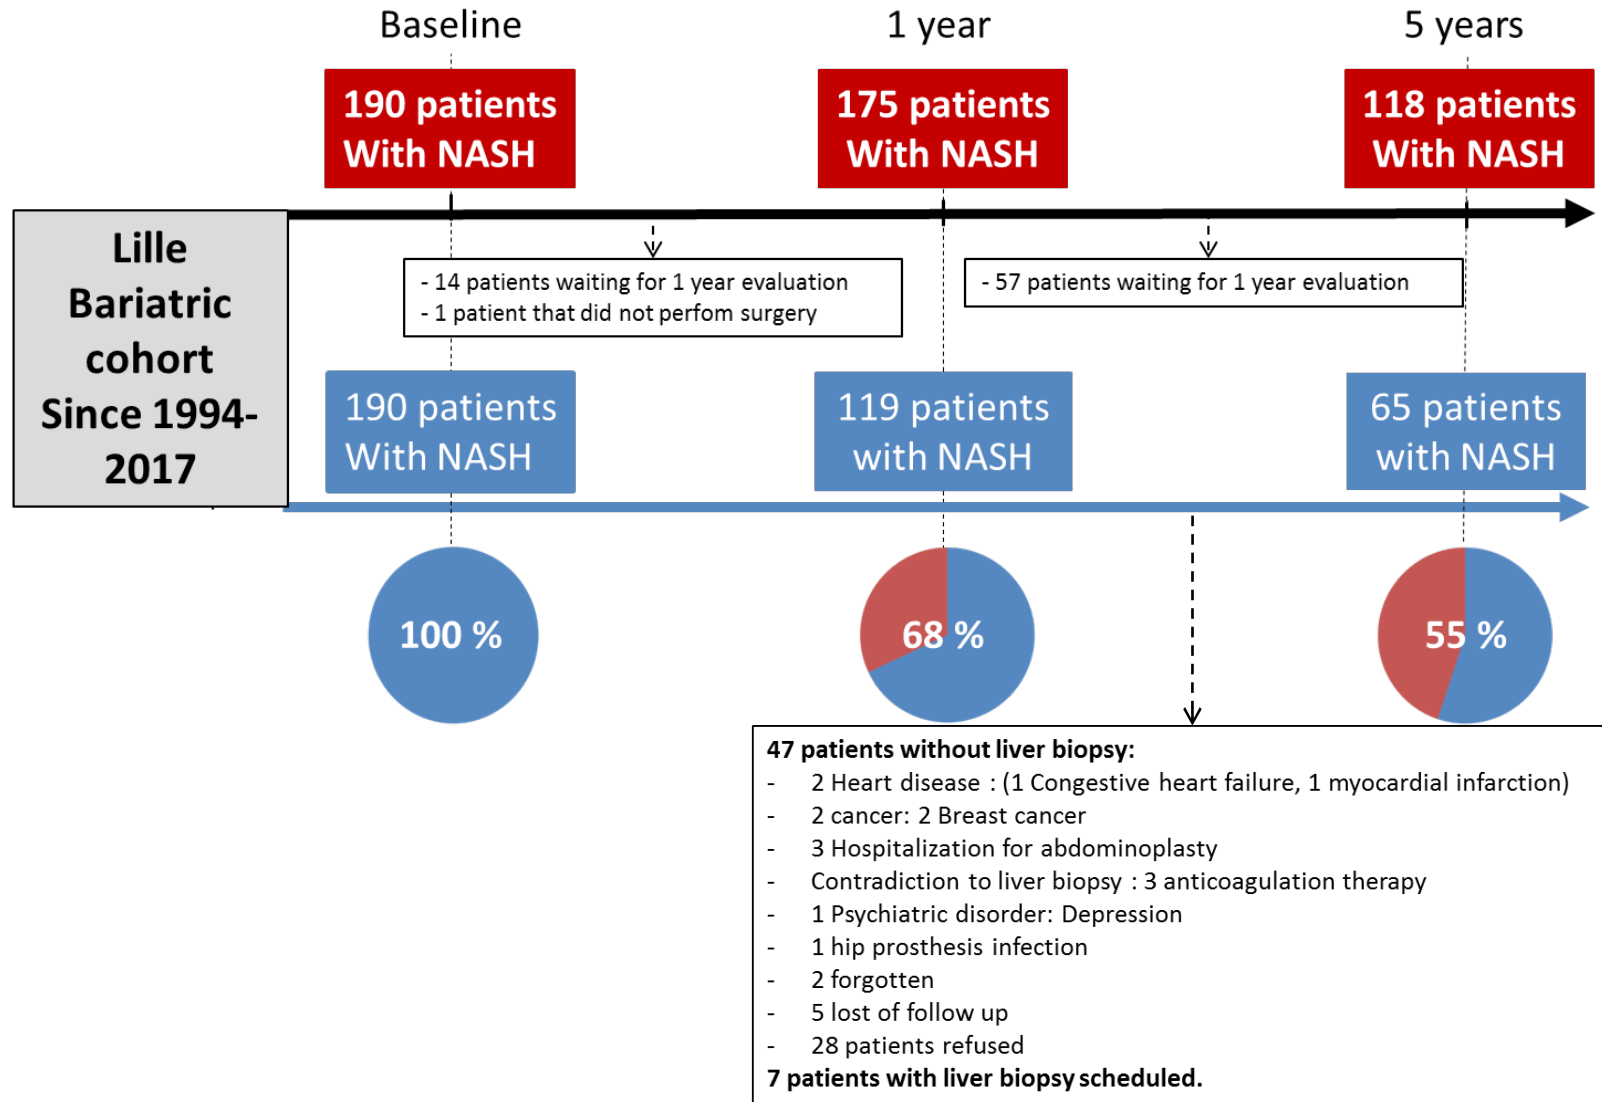 Baseline
1 year
5 years
190 patients
With NASH
175 patients
With NASH
118 patients
With NASH
Lille
Bariatric
cohort
Since 1994-
2017
- 14 patients waiting for 1 year evaluation
- 1 patient that did not perfom surgery
- 57 patients waiting for 1 year evaluation
190 patients
With NASH
119 patients
with NASH
65 patients
with NASH
100 %
68 %
55 %
47 patients without liver biopsy:
- 2 Heart disease : (1 Congestive heart failure, 1 myocardial infarction)
- 2 cancer: 2 Breast cancer
- 3 Hospitalization for abdominoplasty
- Contradiction to liver biopsy : 3 anticoagulation therapy
- 1 Psychiatric disorder: Depression
- 1 hip prosthesis infection
- 2 forgotten
- 5 lost of follow up
- 28 patients refused
7 patients with liver biopsy scheduled.